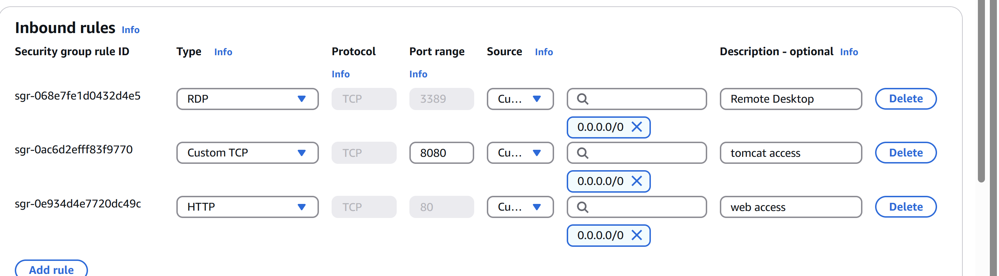 Inbound rules Info
Security group rule ID Type Info Protocol Info Port range Info Source Info Description - optional Info
sgr-068e7fe1d0432d4e5 RDP TCP 3389 Cu... Remote Desktop Delete
0.0.0.0/0
sgr-0ac6d2efff83f9770 Custom TCP TCP 8080 Cu... tomcat access Delete
0.0.0.0/0
sgr-0e934d4e7720dc49c HTTP TCP 80 Cu... web access Delete
0.0.0.0/0
Add rule